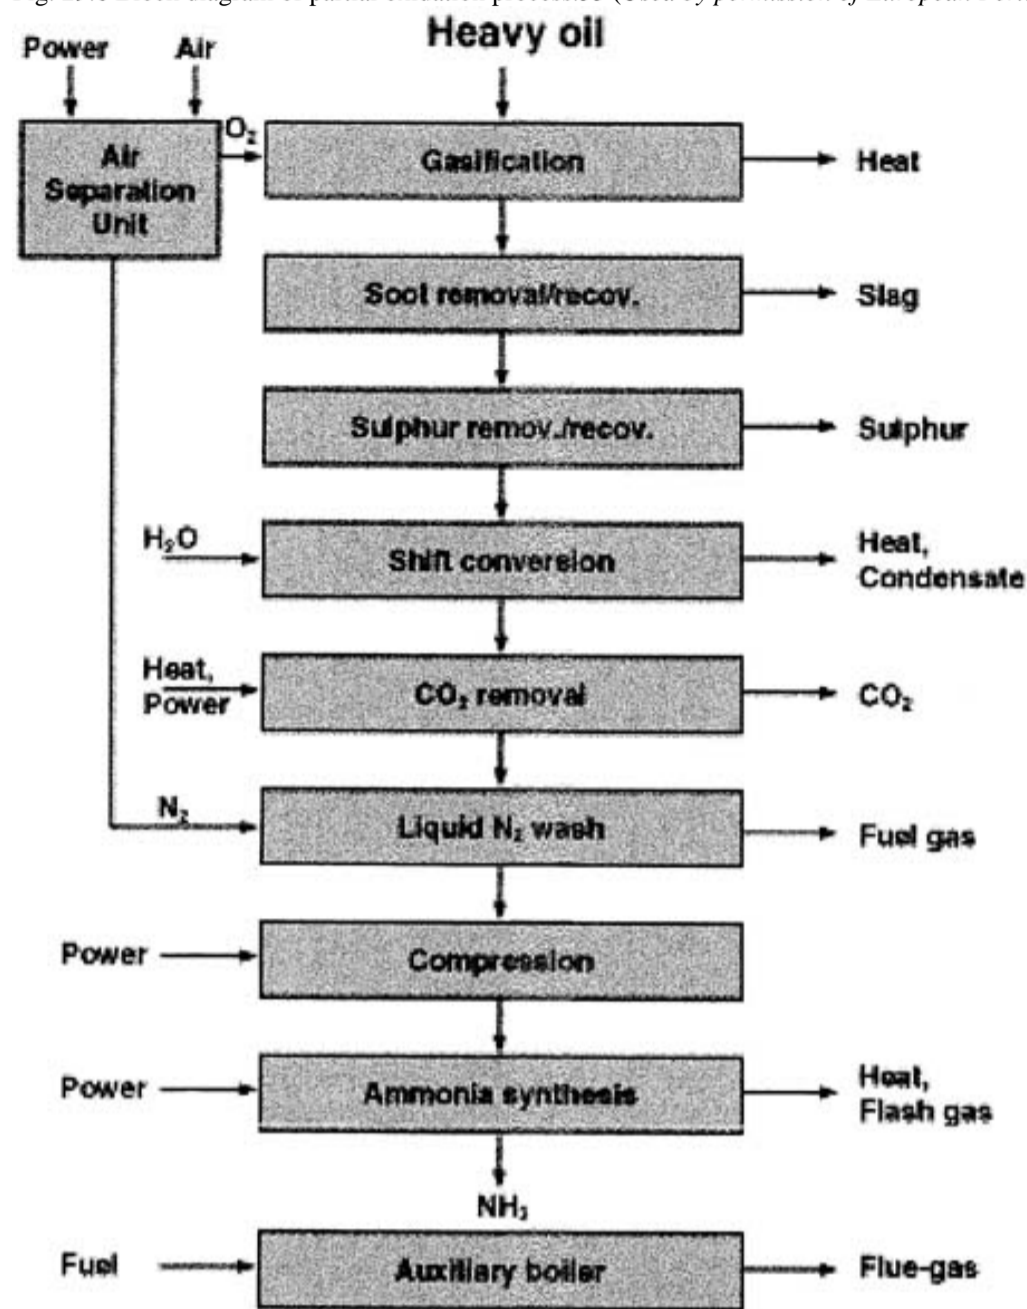 Heavy oil
Power
Air
Air
Separation
Unit
O₂
Gasification
Heat
Soot removal/recov.
Slag
Sulphur remov./recov.
Sulphur
H₂O
Shift conversion
Heat,
Condensate
Heat,
Power
CO₂ removal
CO₂
N₂
Liquid N₂ wash
Fuel gas
Power
Compression
Power
Ammonia synthesis
Heat,
Flash gas
NH₃
Fuel
Auxiliary boiler
Flue-gas